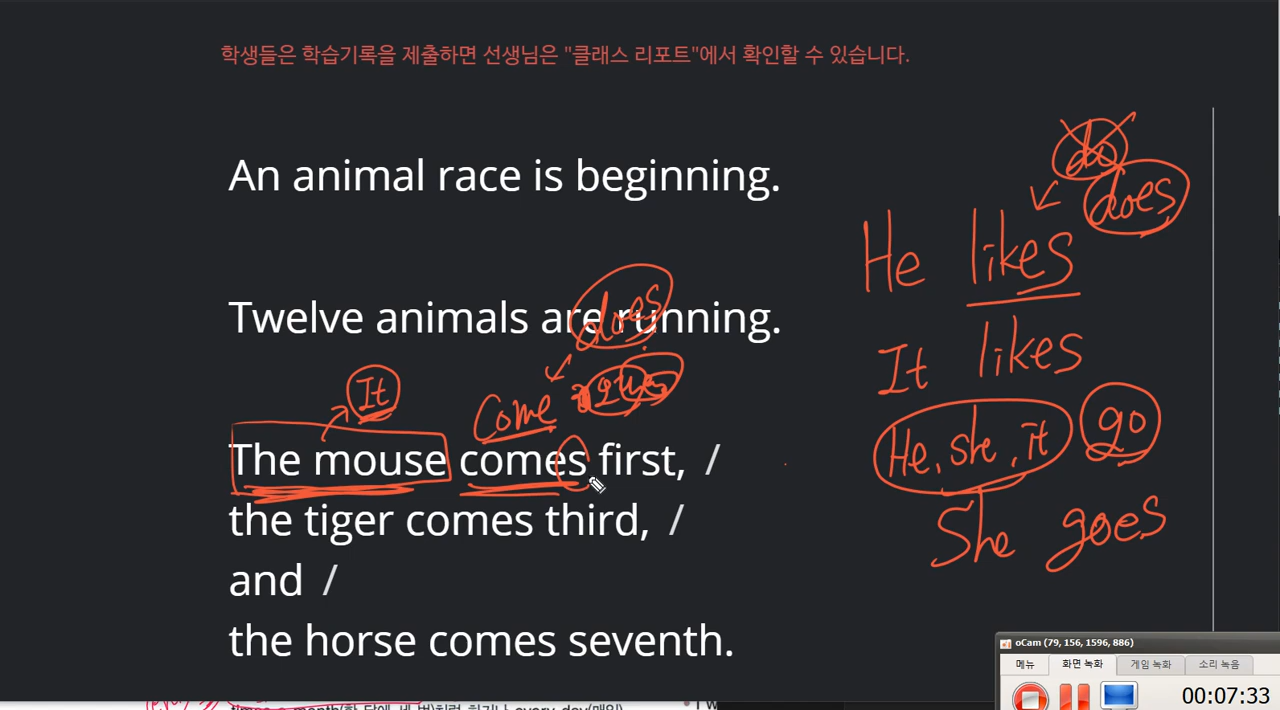 학생들은 학습기록을 제출하면 선생님은 "클래스 리포트"에서 확인할 수 있습니다.
An animal race is beginning.
do
does
He likes
Twelve animals are running.
does
It likes
It
Come
He, she, it go
The mouse comes first, /
She goes
the tiger comes third, /
and /
the horse comes seventh.
oCam (79, 156, 1596, 886)
메뉴 화면 녹화 게임 녹화 소리 녹음
00:07:33